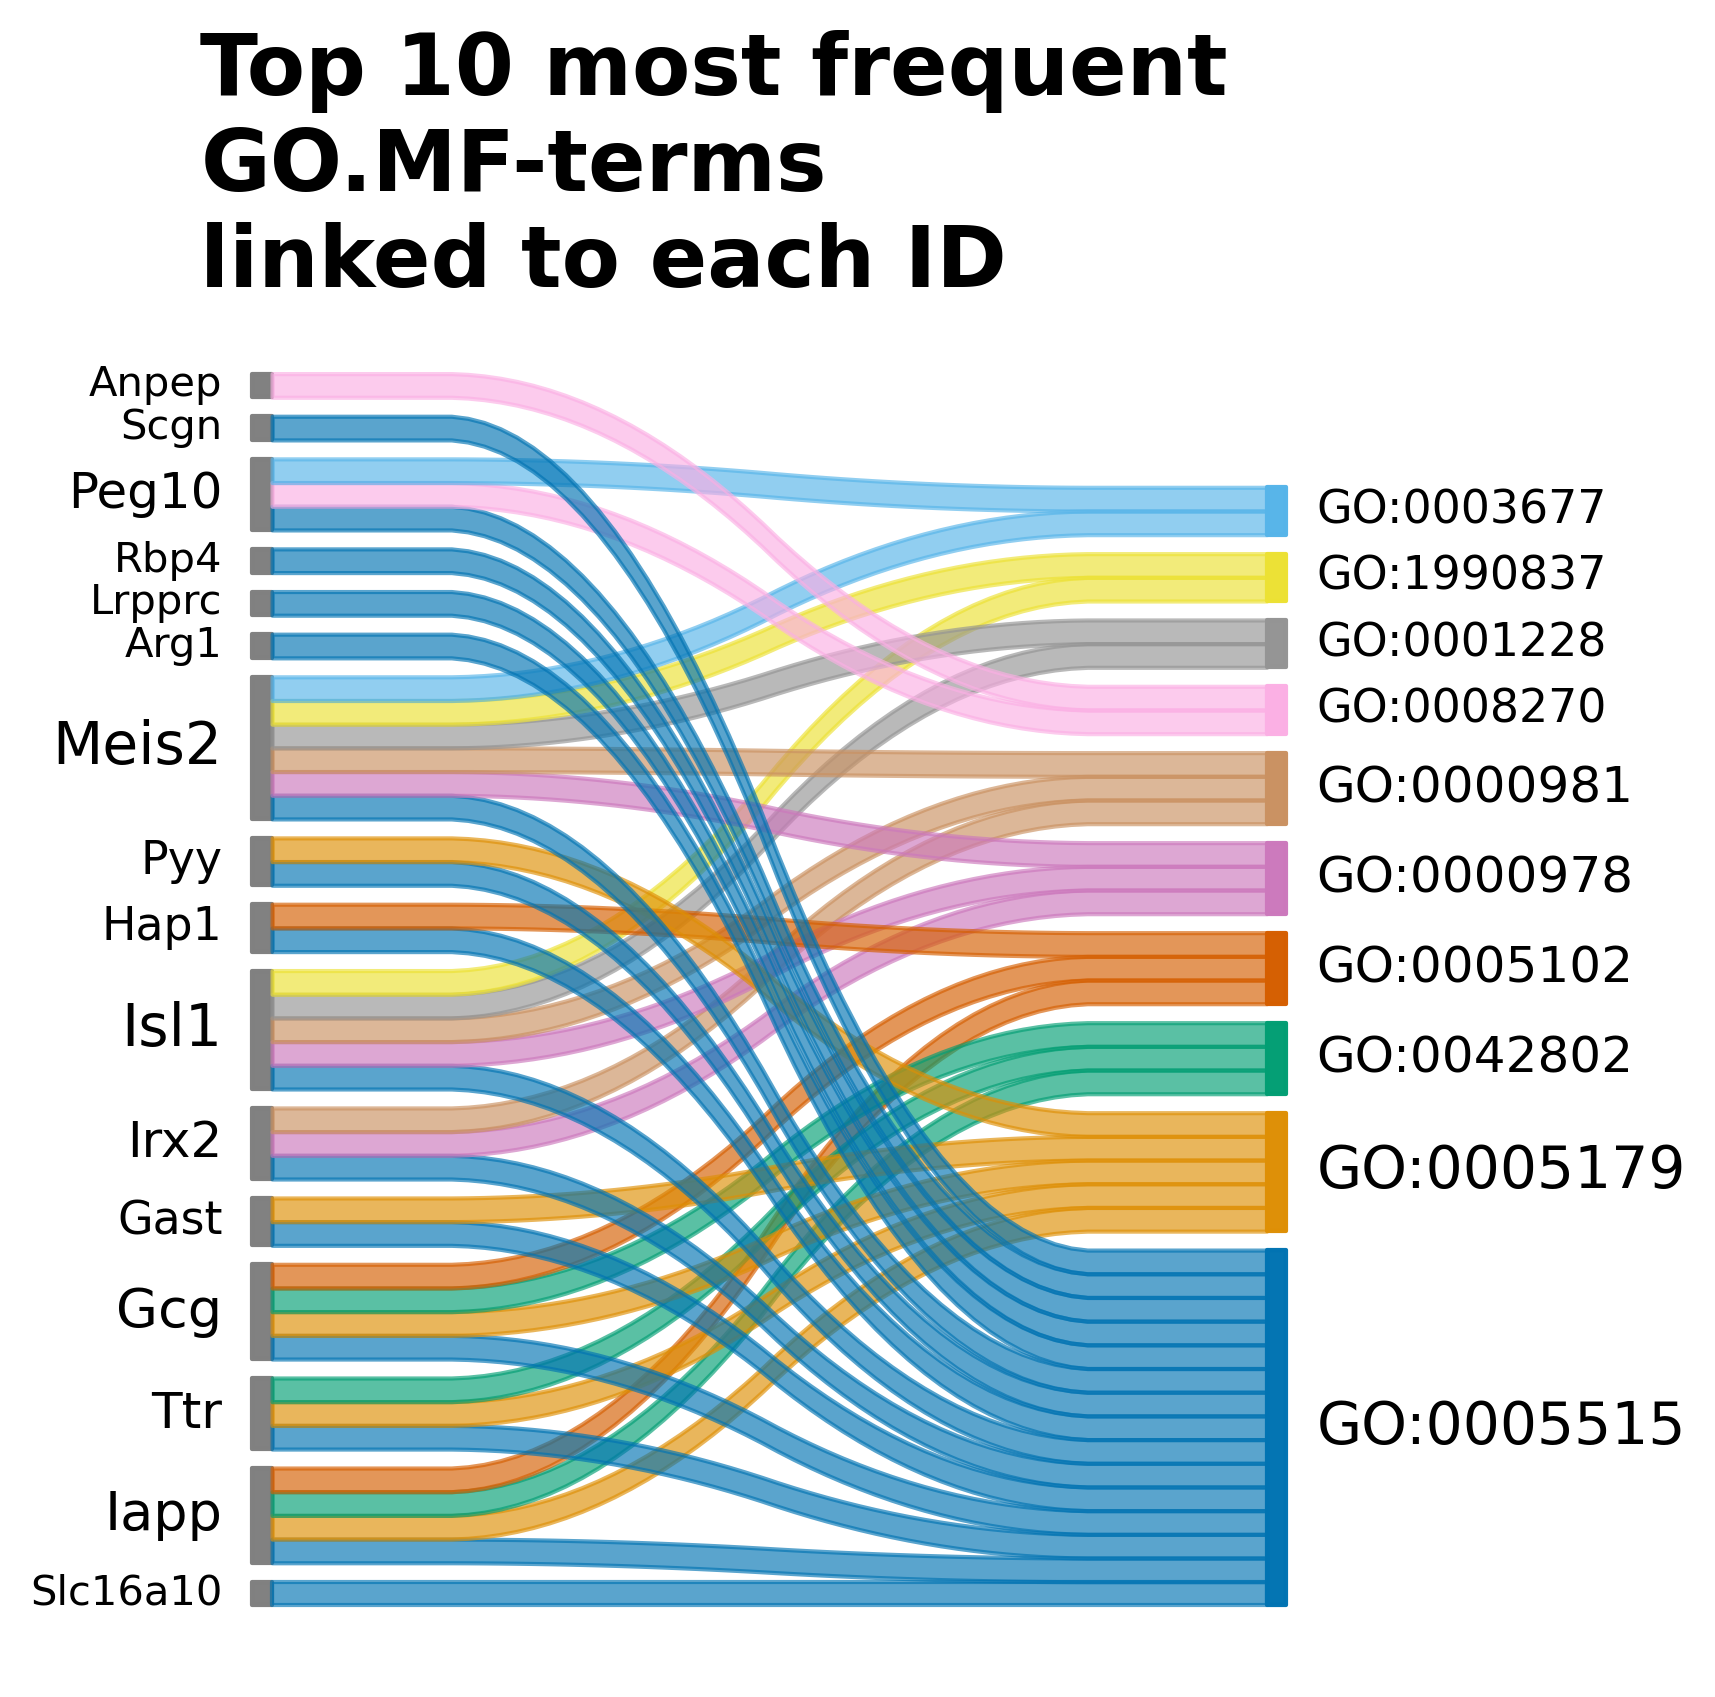 Top 10 most frequent
GO.MF-terms
linked to each ID
Anpep
Scgn
Peg10
Rbp4
Lrpprc
Arg1
Meis2
Pyy
Hap1
Isl1
Irx2
Gast
Gcg
Ttr
Iapp
Slc16a10
GO:0003677
GO:1990837
GO:0001228
GO:0008270
GO:0000981
GO:0000978
GO:0005102
GO:0042802
GO:0005179
GO:0005515